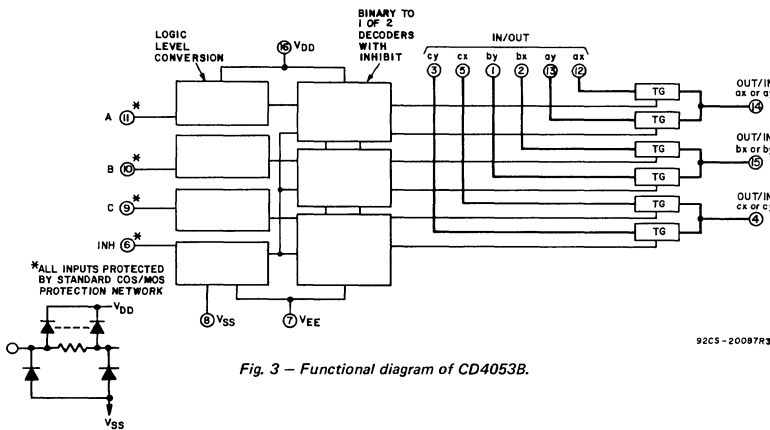 LOGIC
LEVEL
CONVERSION
16 VDD
BINARY TO
1 OF 2
DECODERS
WITH
INHIBIT
IN/OUT
cy cx by bx ay ax
3 5 1 2 13 12
A 11 *
B 10 *
C 9 *
INH 6 *
TG
TG
TG
TG
TG
TG
OUT/IN
ax or a
14
OUT/IN
bx or by
15
OUT/IN
cx or c
4
*ALL INPUTS PROTECTED
BY STANDARD COS/MOS
PROTECTION NETWORK
VDD
VSS
8 VSS
7 VEE
92CS-20087R3
Fig. 3 – Functional diagram of CD4053B.